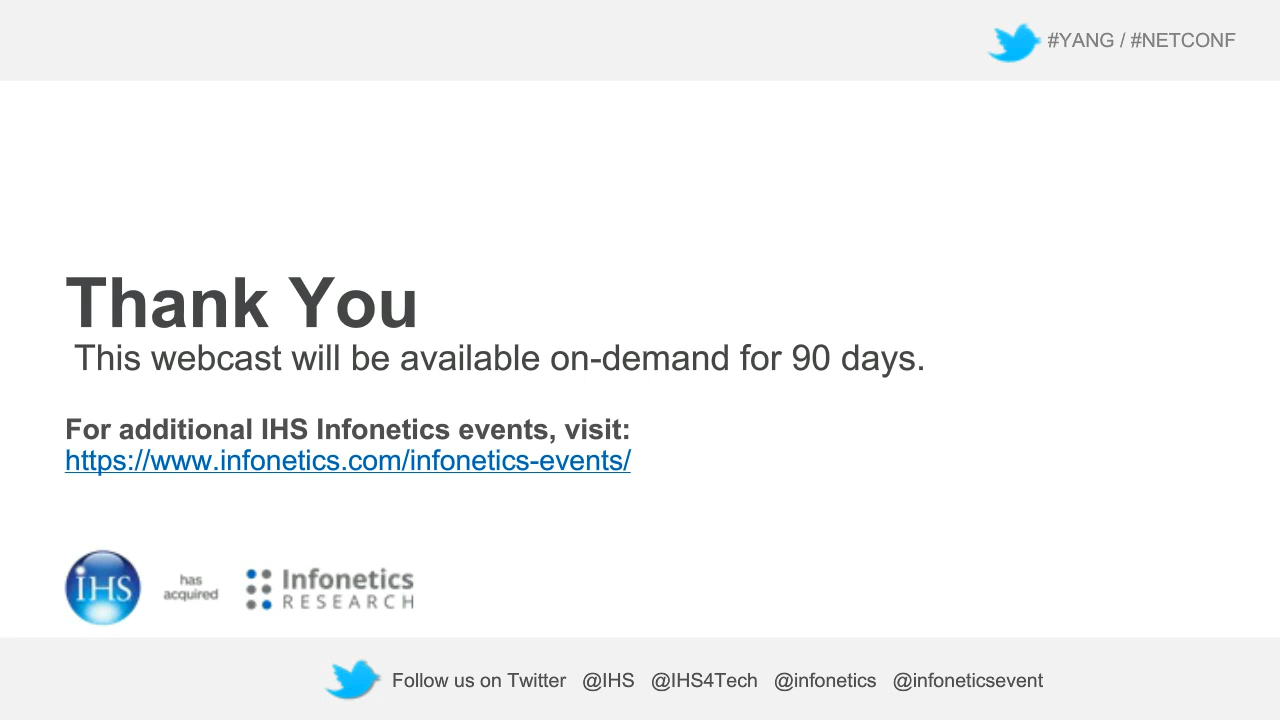 #YANG / #NETCONF
Thank You
This webcast will be available on-demand for 90 days.
For additional IHS Infonetics events, visit:
https://www.infonetics.com/infonetics-events/
IHS
has
acquired
Infonetics
RESEARCH
Follow us on Twitter @IHS @IHS4Tech @infonetics @infoneticsevent